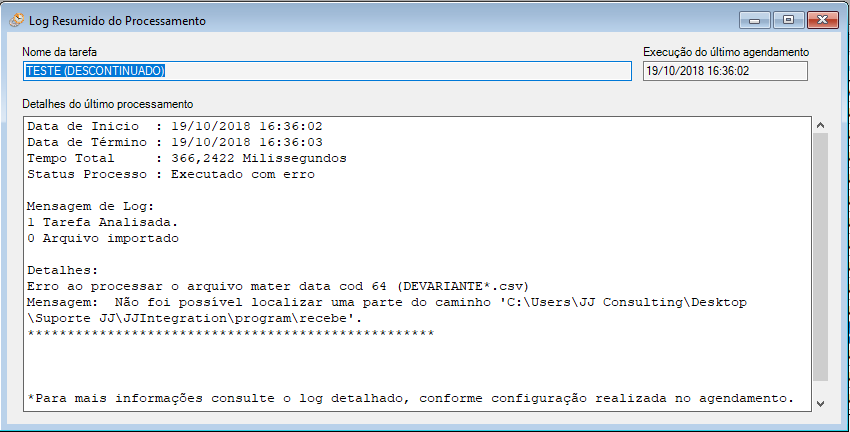 Log Resumido do Processamento
Nome da tarefa
Execução do último agendamento
TESTE (DESCONTINUADO)
19/10/2018 16:36:02
Detalhes do último processamento
Data de Inicio  : 19/10/2018 16:36:02
Data de Término : 19/10/2018 16:36:03
Tempo Total     : 366,2422 Milissegundos
Status Processo : Executado com erro
Mensagem de Log:
1 Tarefa Analisada.
0 Arquivo importado
Detalhes:
Erro ao processar o arquivo mater data cod 64 (DEVARIANTE*.csv)
Mensagem:  Não foi possível localizar uma parte do caminho 'C:\Users\JJ Consulting\Desktop
\Suporte JJ\JJIntegration\program\recebe'.
***************************************************
*Para mais informações consulte o log detalhado, conforme configuração realizada no agendamento.